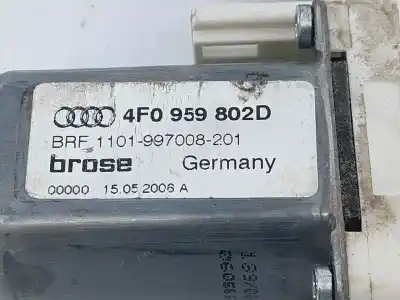 4F0 959 802D
BRF 1101-997008-201
brose Germany
00000 15.05.2006 A